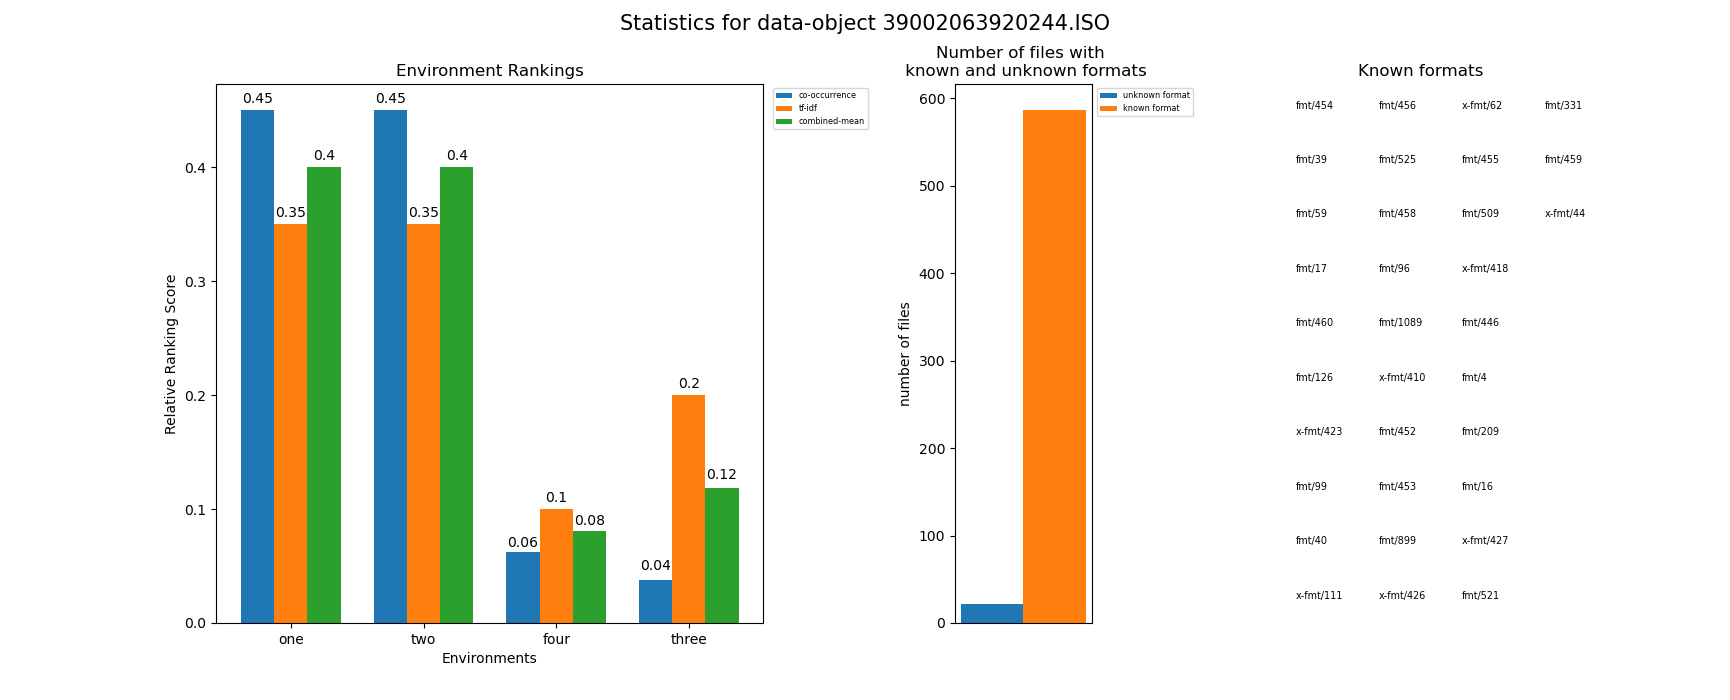 Statistics for data-object 39002063920244.ISO
Environment Rankings
0.45 0.45
0.4 0.4
0.35 0.35
0.2
0.12
0.1
0.08
0.06
0.04
0.4
0.3
0.2
0.1
0.0
Relative Ranking Score
one two four three
Environments
co-occurrence
tf-idf
combined-mean
Number of files with
known and unknown formats
600
500
400
300
200
100
0
number of files
unknown format
known format
Known formats
fmt/454 fmt/456 x-fmt/62 fmt/331
fmt/39 fmt/525 fmt/455 fmt/459
fmt/59 fmt/458 fmt/509 x-fmt/44
fmt/17 fmt/96 x-fmt/418
fmt/460 fmt/1089 fmt/446
fmt/126 x-fmt/410 fmt/4
x-fmt/423 fmt/452 fmt/209
fmt/99 fmt/453 fmt/16
fmt/40 fmt/899 x-fmt/427
x-fmt/111 x-fmt/426 fmt/521